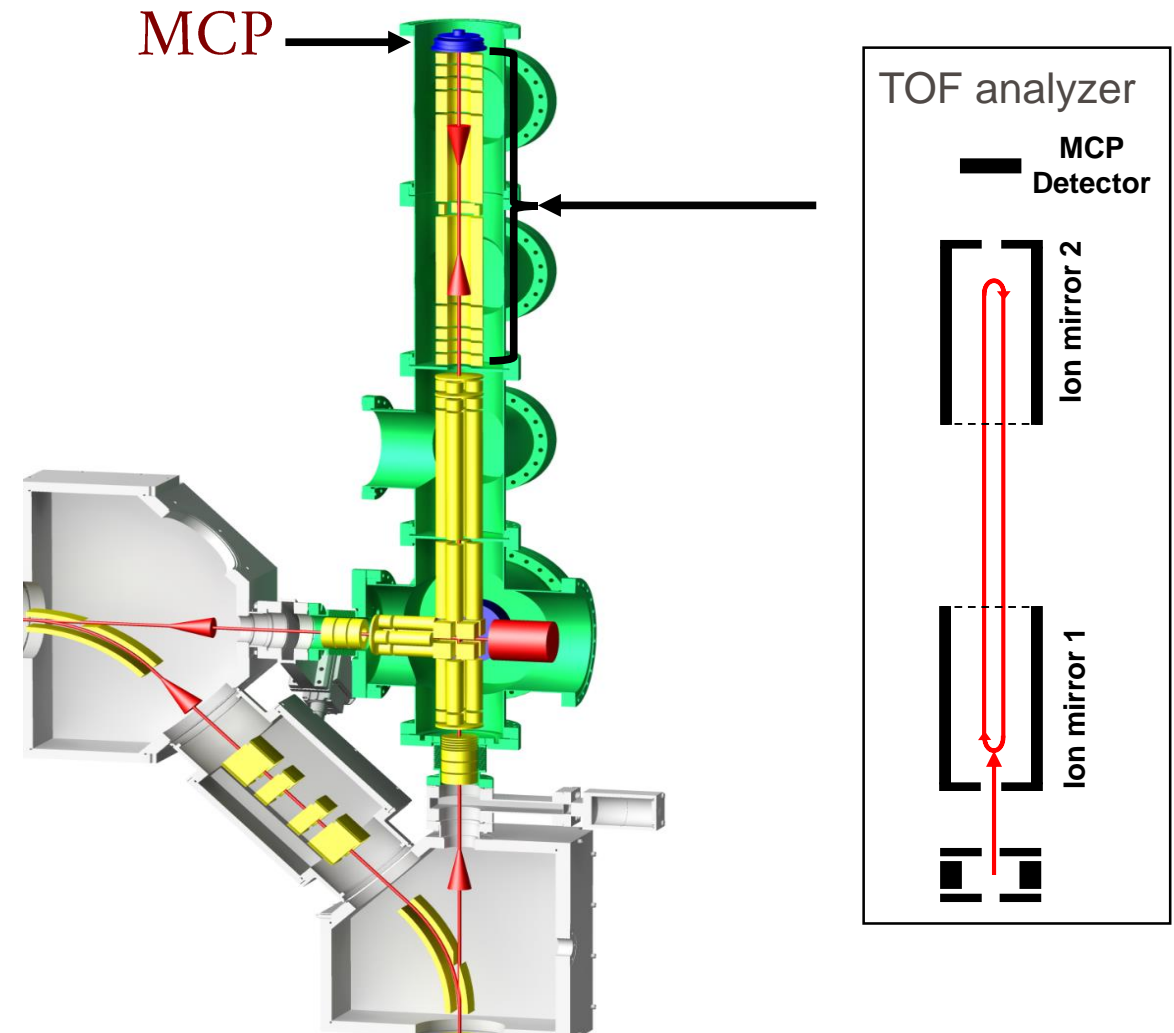 MCP
TOF analyzer
MCP
Detector
Ion mirror 2
Ion mirror 1